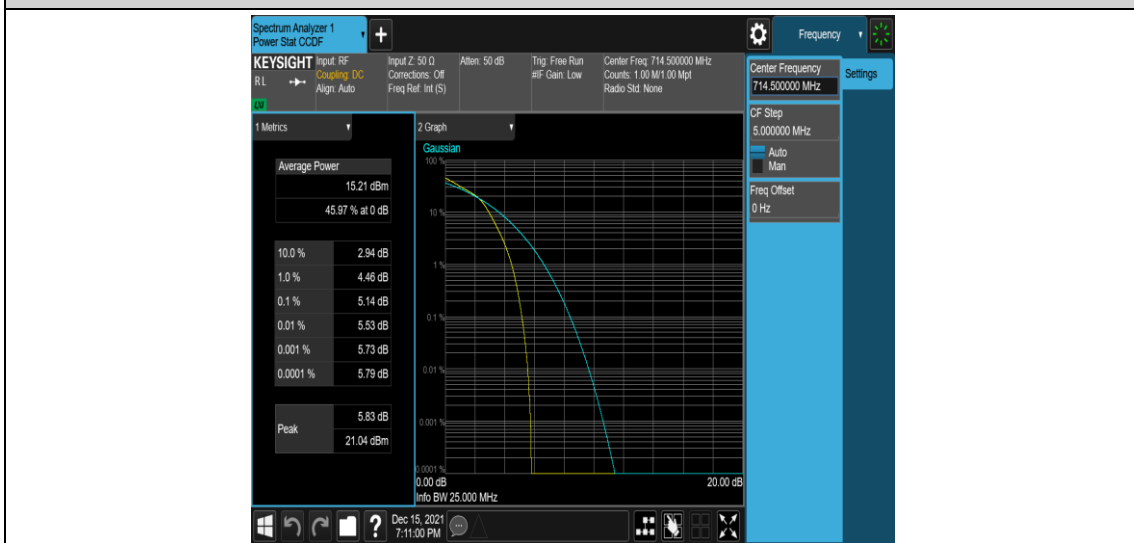 Spectrum Analyzer 1
Power Stat CCDF
+
Frequency
KEYSIGHT
RL
LXI
Input: RF
Coupling: DC
Align: Auto
Input Z: 50 Ω
Corrections: Off
Freq Ref: Int (S)
Atten: 50 dB
Trig: Free Run
#IF Gain: Low
Center Freq: 714.500000 MHz
Counts: 1.00 M/1.00 Mpt
Radio Std: None
Center Frequency
714.500000 MHz
Settings
CF Step
5.000000 MHz
Auto
Man
Freq Offset
0 Hz
1 Metrics
Average Power
15.21 dBm
45.97 % at 0 dB
10.0 % 2.94 dB
1.0 % 4.46 dB
0.1 % 5.14 dB
0.01 % 5.53 dB
0.001 % 5.73 dB
0.0001 % 5.79 dB
Peak 5.83 dB
21.04 dBm
2 Graph
Gaussian
100 %
10 %
1 %
0.1 %
0.01 %
0.001 %
0.0001 %
0.00 dB 20.00 dB
Info BW 25.000 MHz
?
Dec 15, 2021
7:11:00 PM